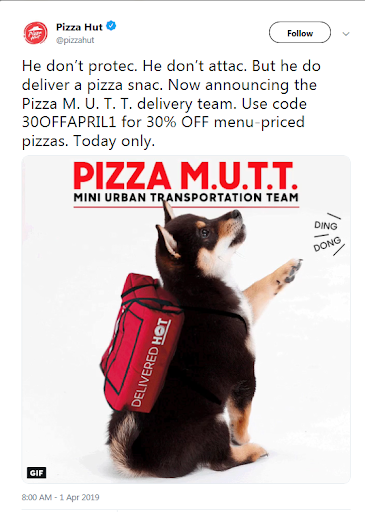 Pizza Hut
@pizzahut
Follow
He don't protec. He don't attac. But he do
deliver a pizza snac. Now announcing the
Pizza M. U. T. T. delivery team. Use code
30OFFAPRIL1 for 30% OFF menu-priced
pizzas. Today only.
PIZZA M.U.T.T.
MINI URBAN TRANSPORTATION TEAM
DING
DONG
DELIVERED HOT
GIF
8:00 AM - 1 Apr 2019